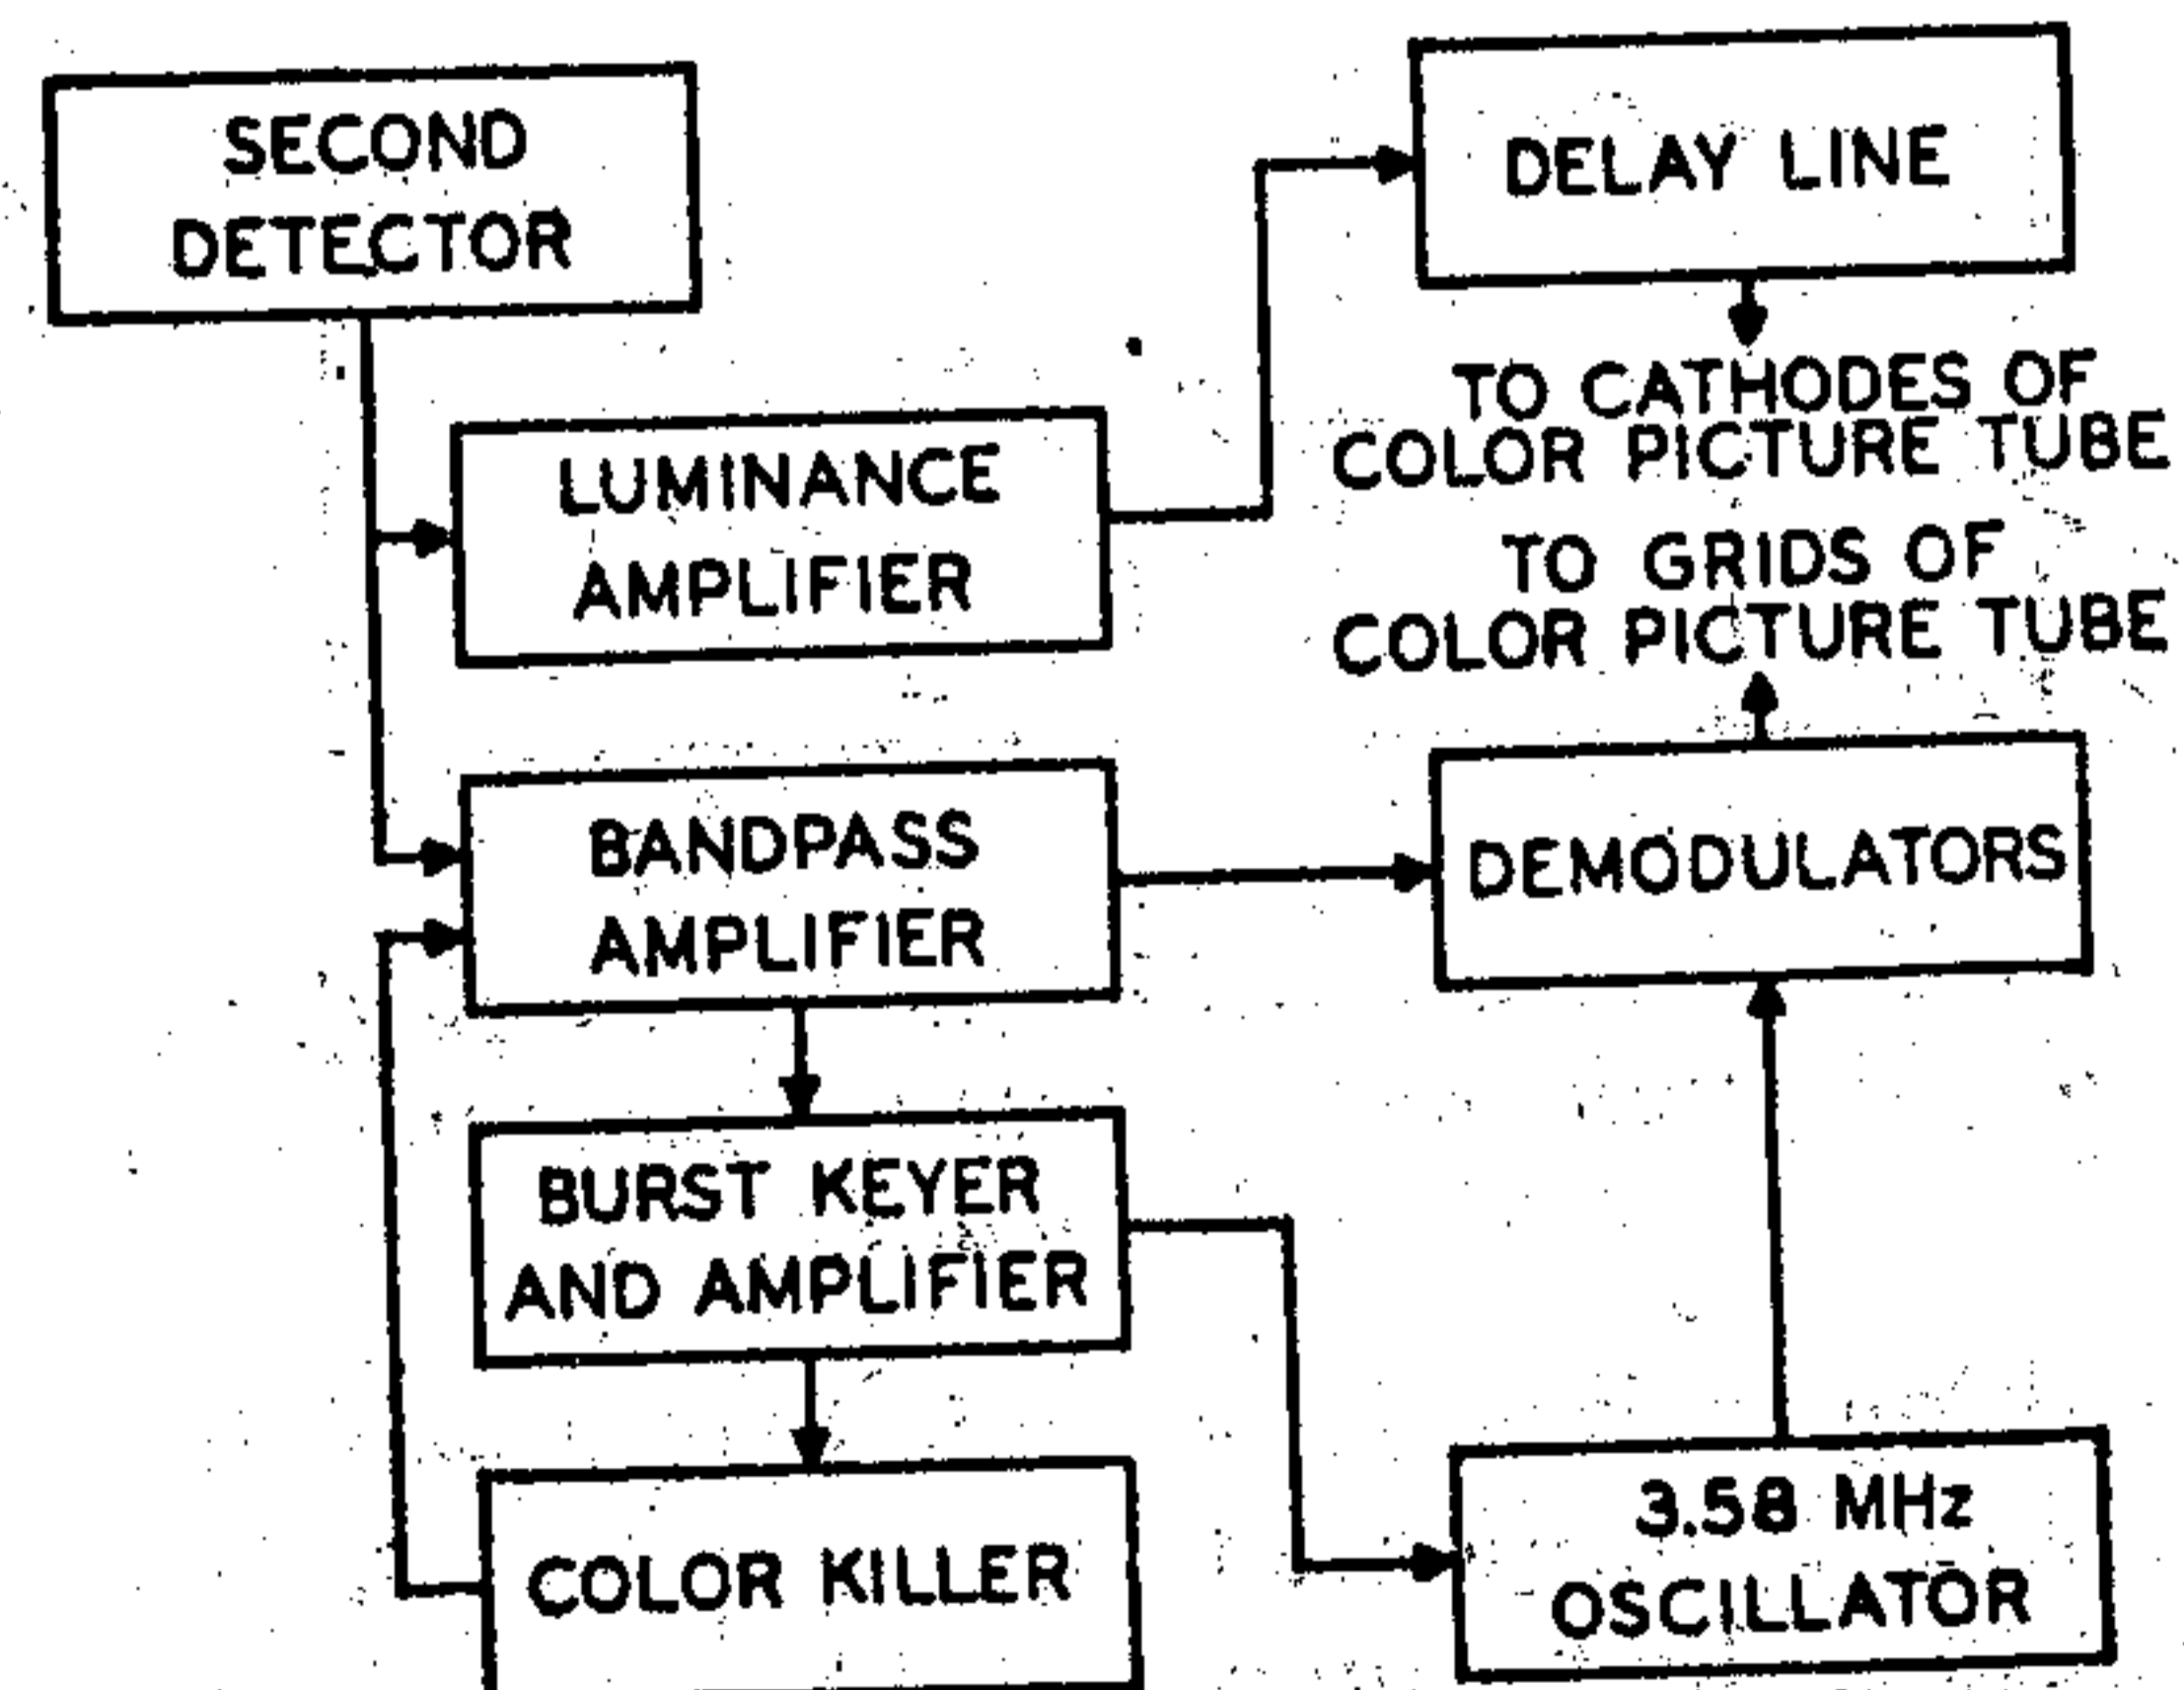 SECOND
DETECTOR
DELAY LINE
TO CATHODES OF
COLOR PICTURE TUBE
LUMINANCE
AMPLIFIER
TO GRIDS OF
COLOR PICTURE TUBE
BANDPASS
AMPLIFIER
DEMODULATORS
BURST KEYER
AND AMPLIFIER
COLOR KILLER
3.58 MHz
OSCILLATOR